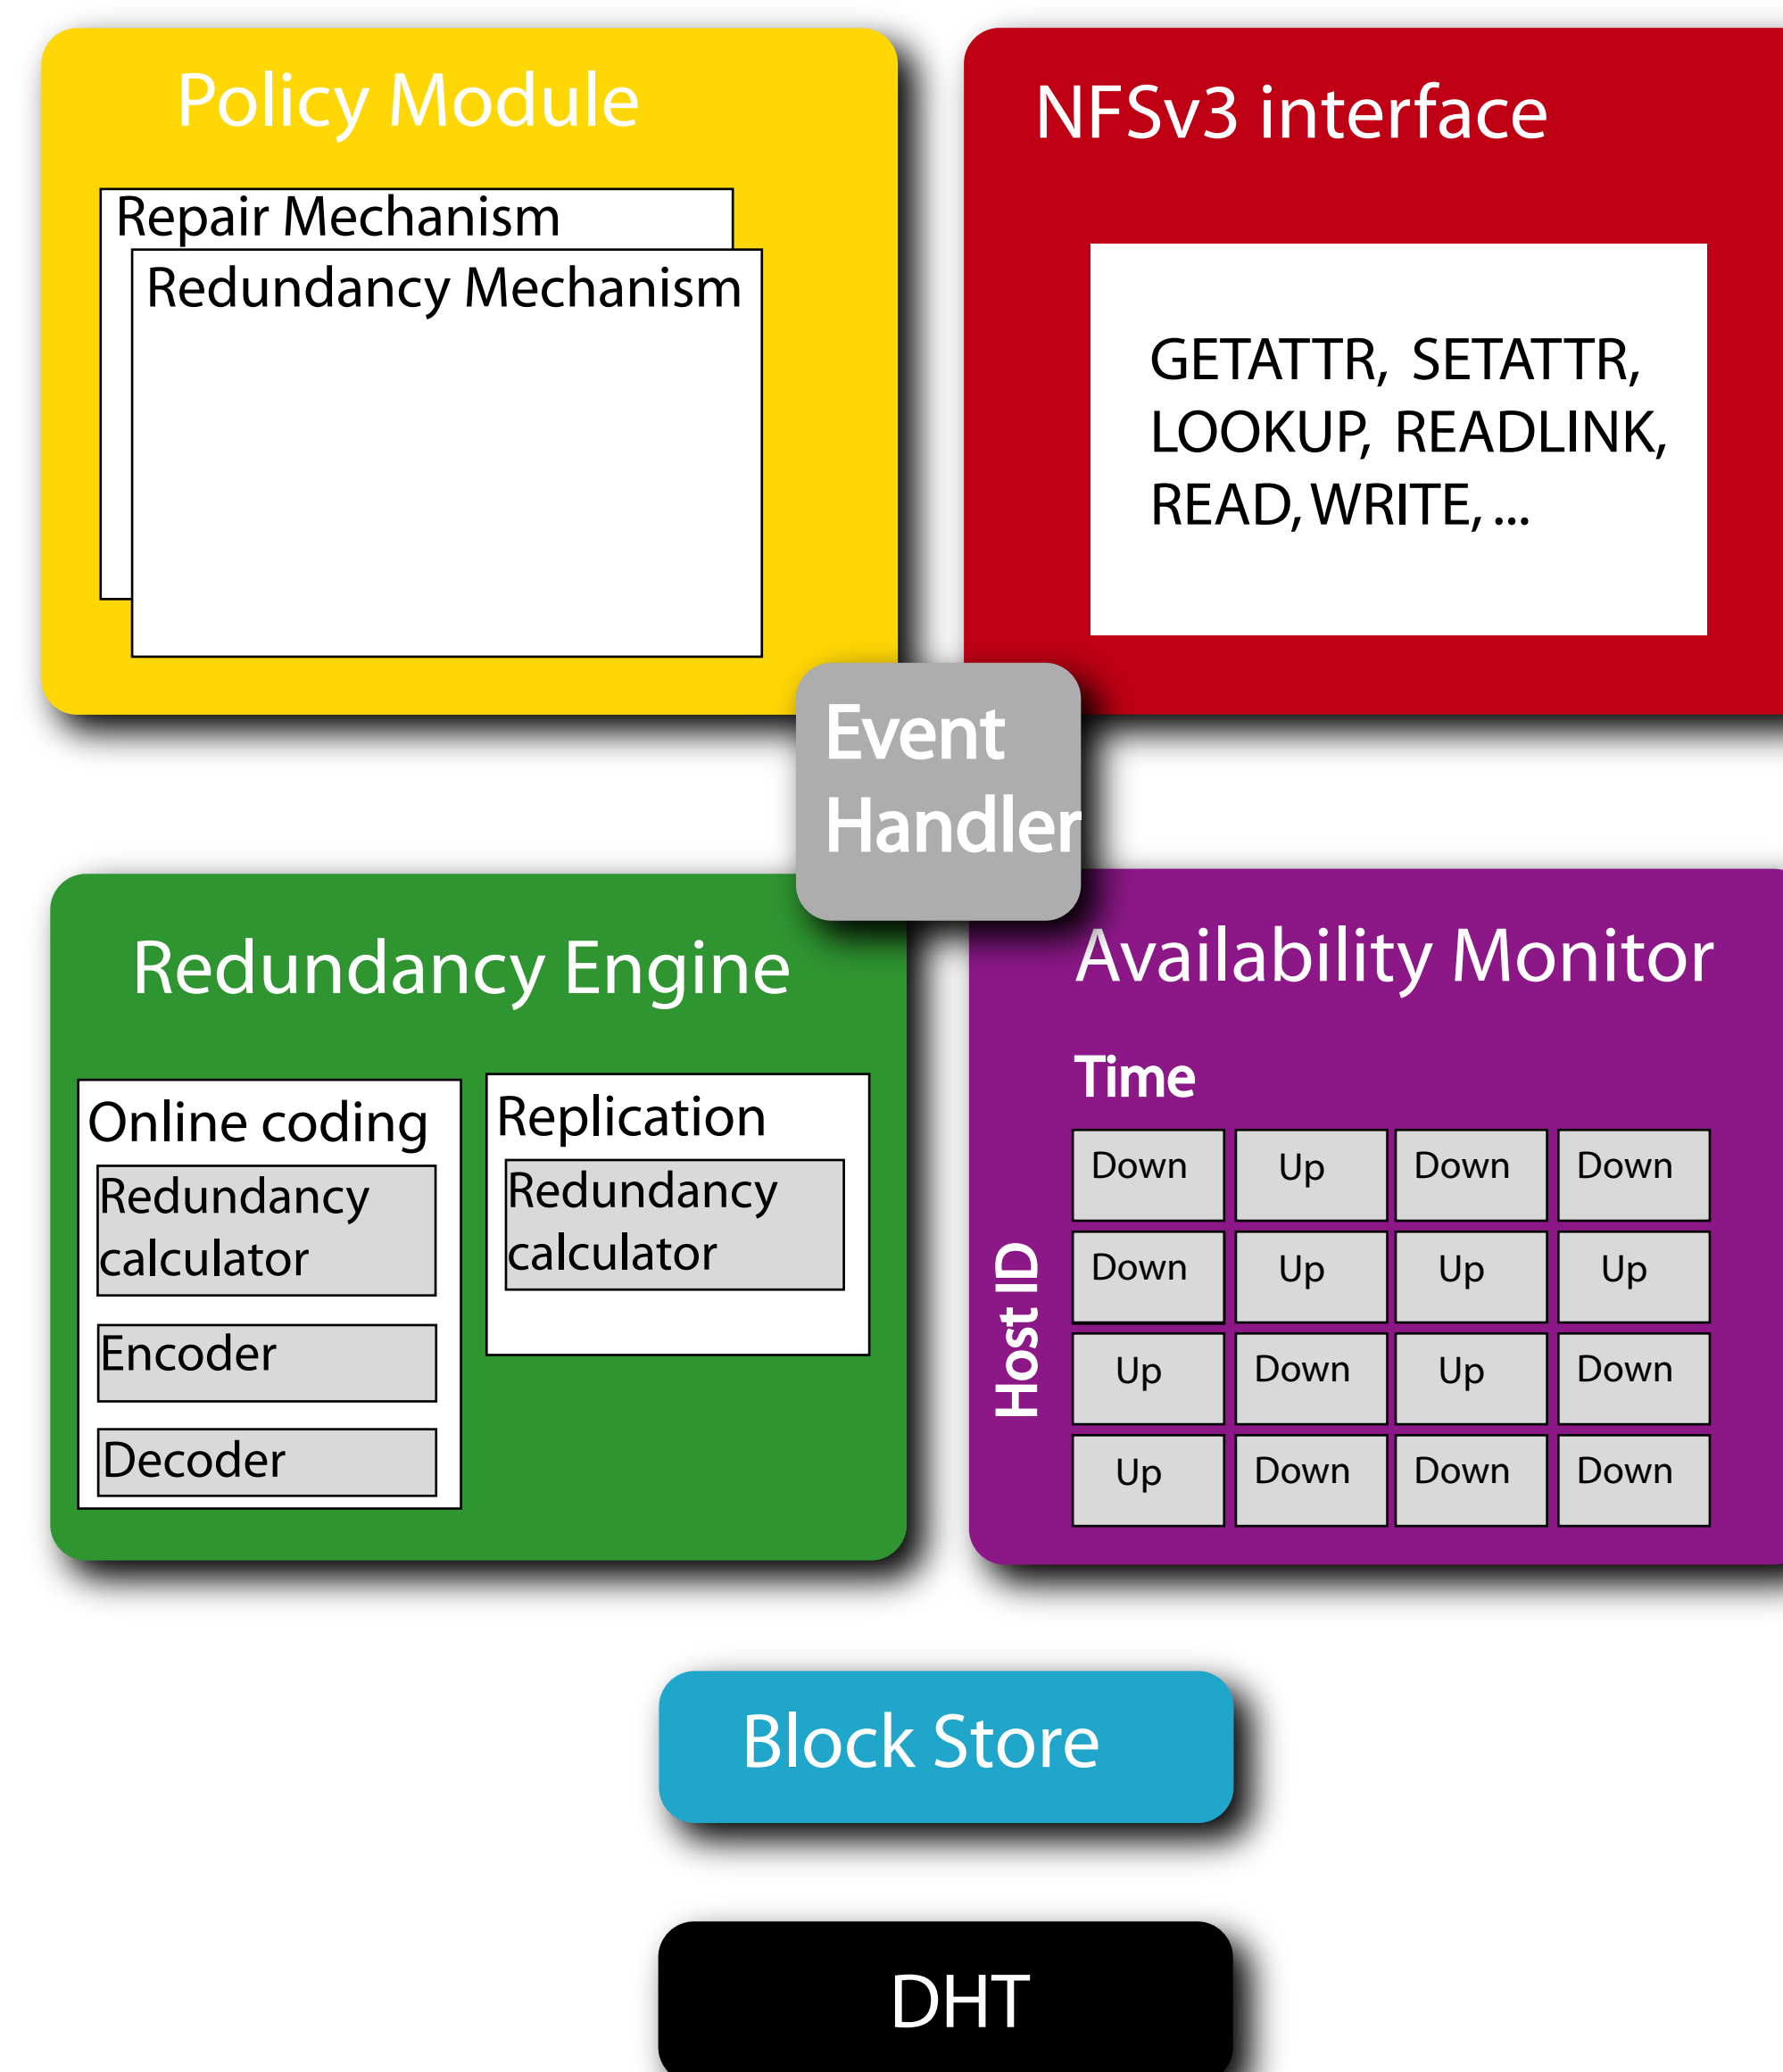 Policy Module
Repair Mechanism
Redundancy Mechanism
NFSv3 interface
GETATTR, SETATTR,
LOOKUP, READLINK,
READ, WRITE, ...
Event
Handler
Redundancy Engine
Online coding
Redundancy
calculator
Encoder
Decoder
Replication
Redundancy
calculator
Availability Monitor
Time
Host ID
Down Up Down Down
Down Up Up Up
Up Down Up Down
Up Down Down Down
Block Store
DHT